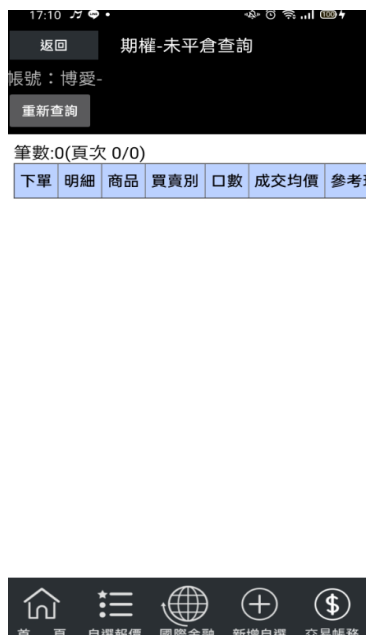 17:10
100
返回 期權-未平倉查詢
帳號：博愛-
重新查詢
筆數:0(頁次 0/0)
下單 明細 商品 買賣別 口數 成交均價 參考
首 頁 自選報價 國際金融 新增自選 交易帳務